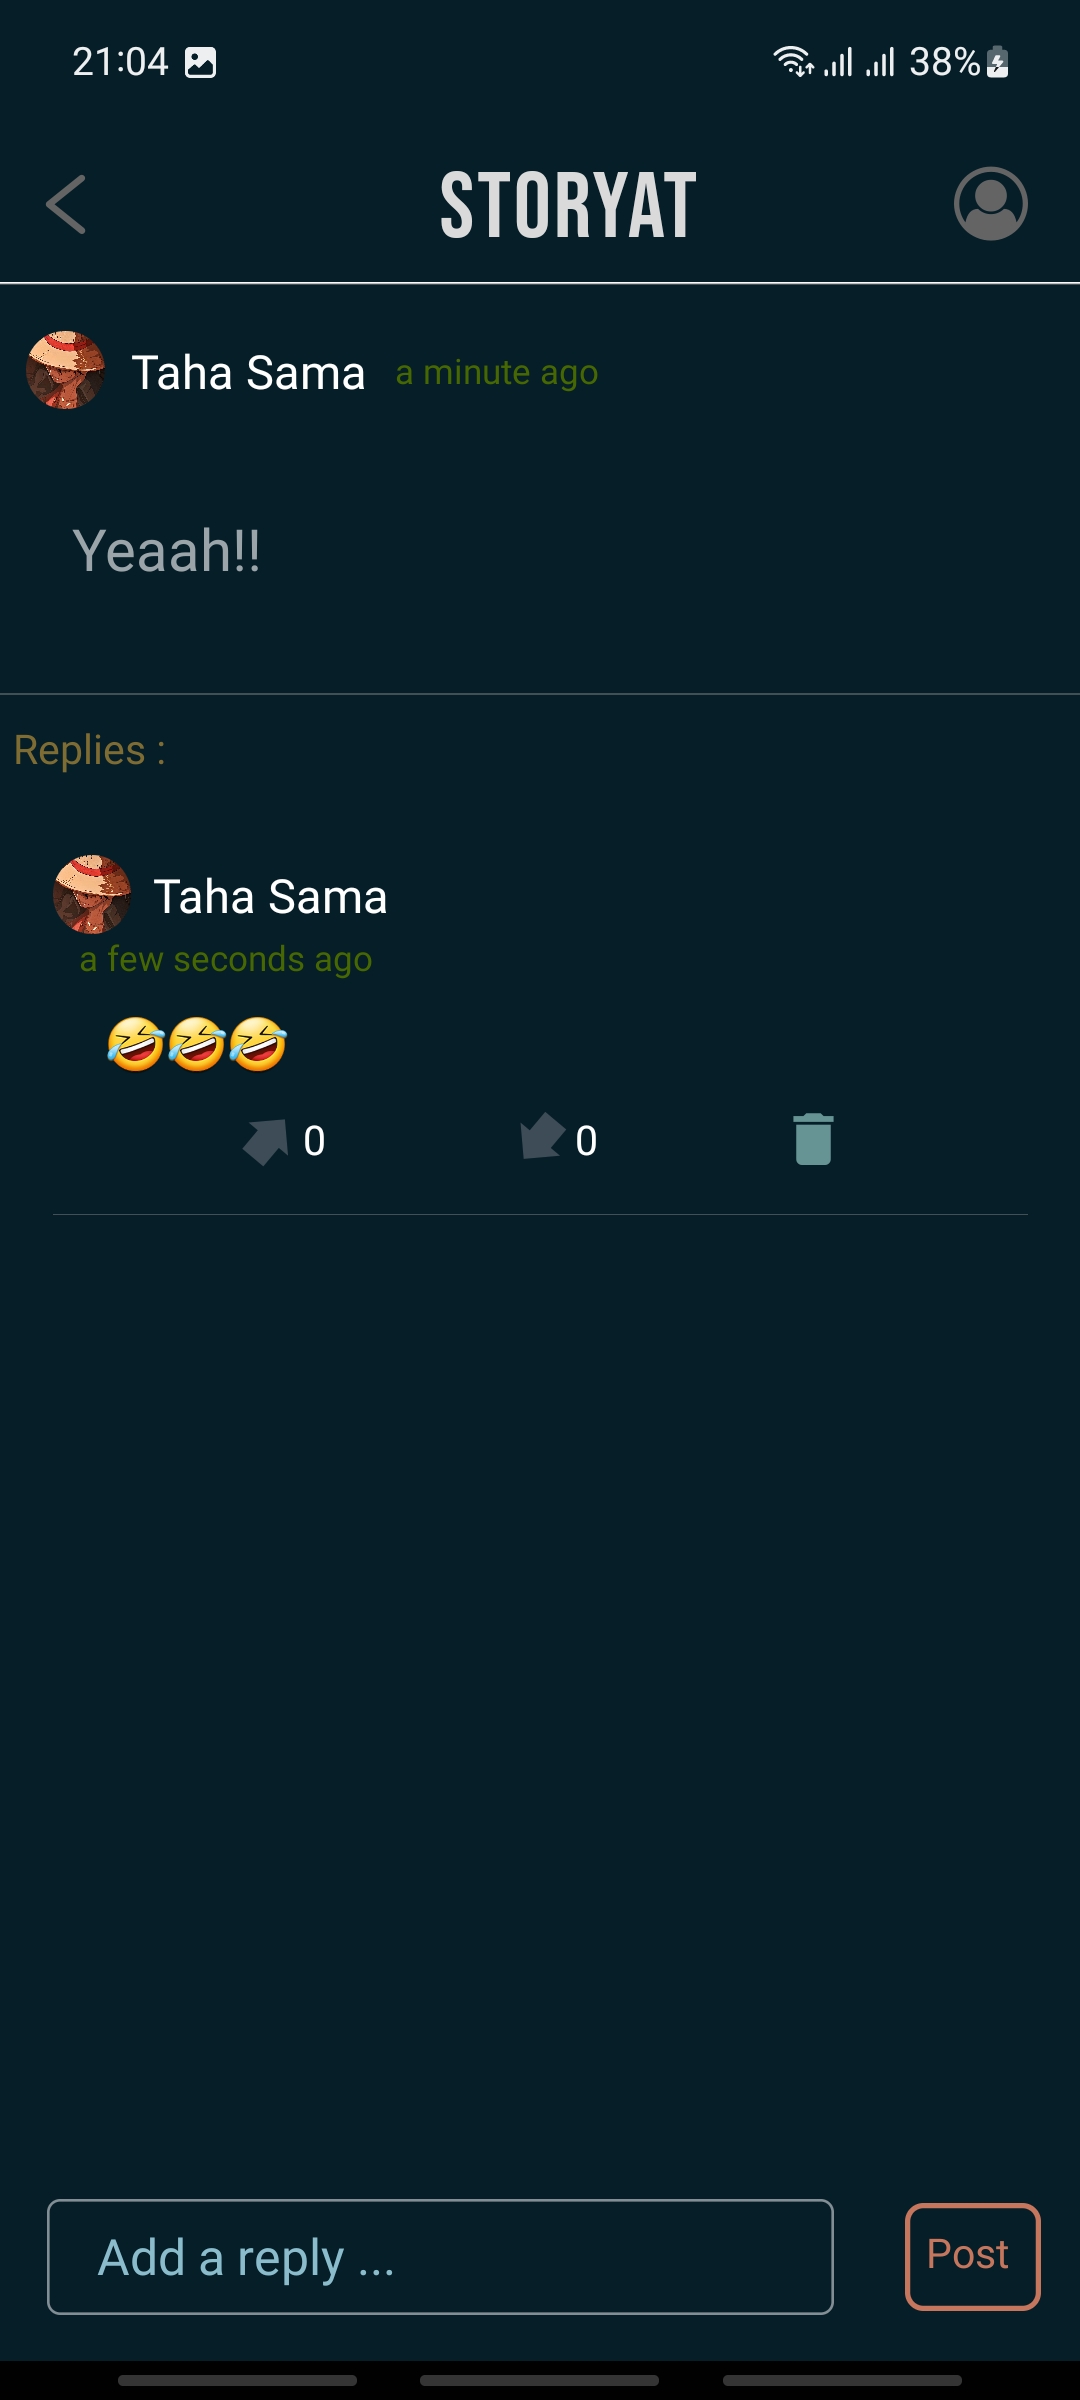 21:04 38%
STORYAT
Taha Sama a minute ago
Yeaah!!
Replies :
Taha Sama
a few seconds ago
🤣🤣🤣
0 0
Add a reply ... Post